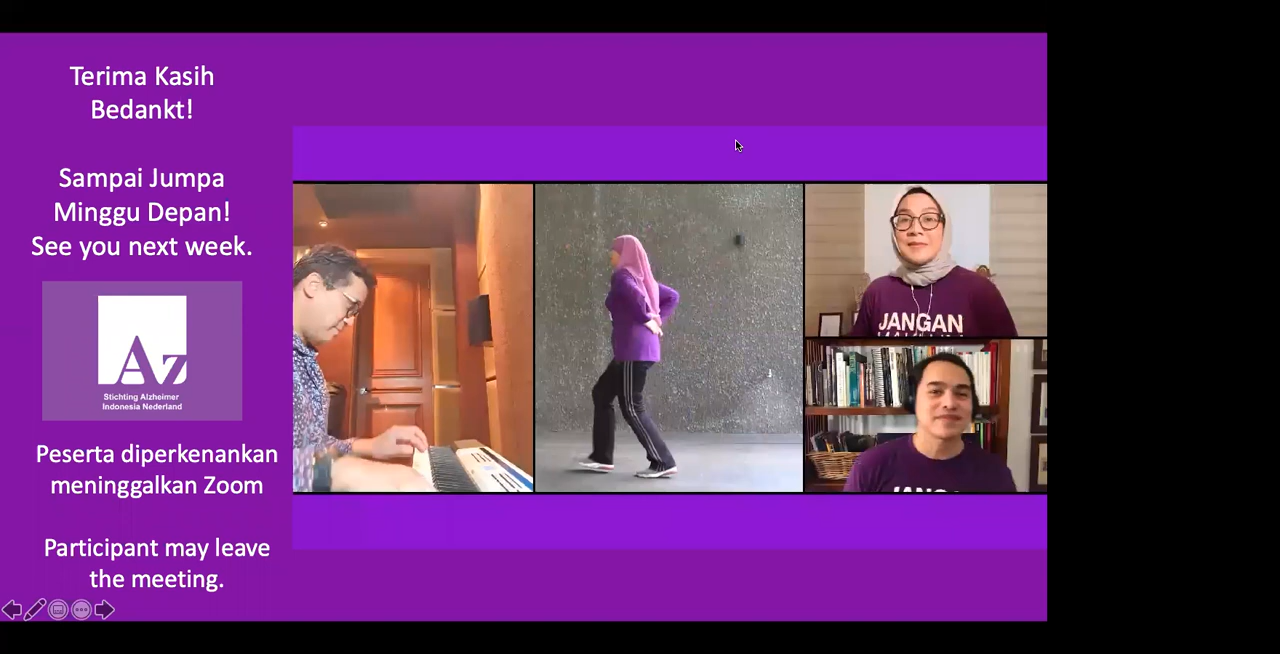 Terima Kasih
Bedankt!
Sampai Jumpa
Minggu Depan!
See you next week.
Az
Stichting Alzheimer
Indonesia Nederland
Peserta diperkenankan
meninggalkan Zoom
Participant may leave
the meeting.
JANGAN